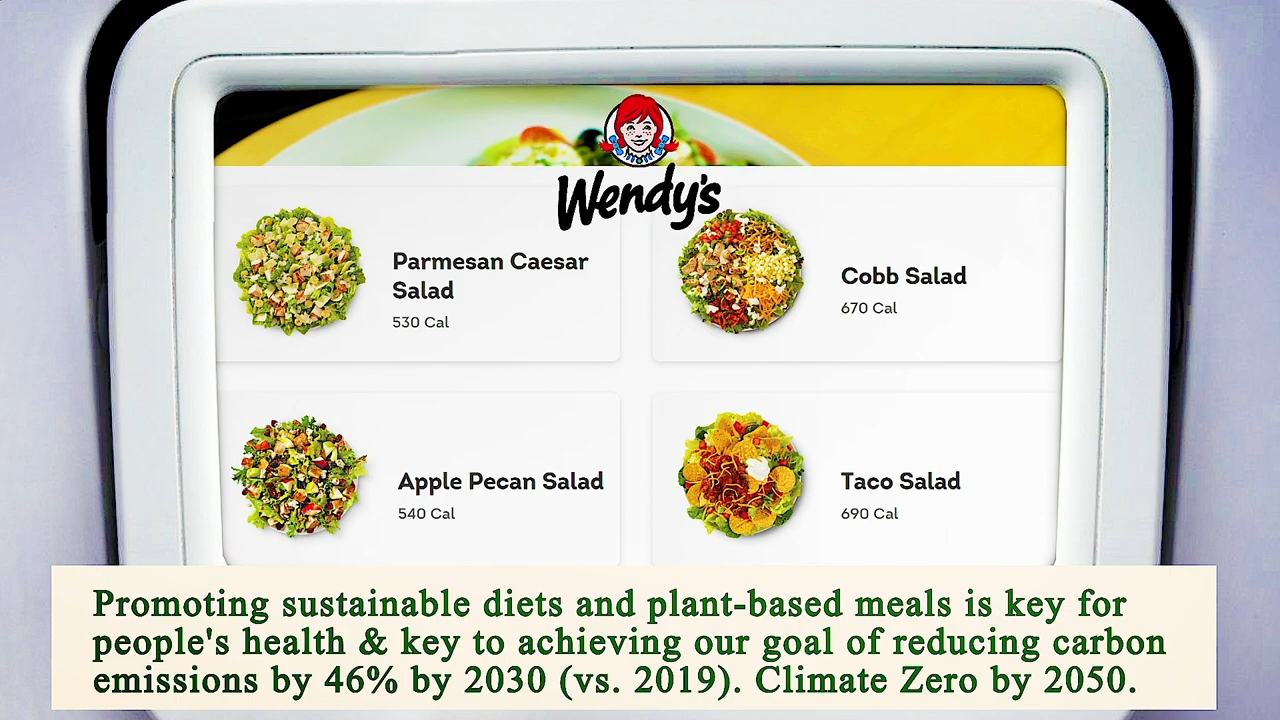 Wendy's
Parmesan Caesar
Salad
530 Cal
Cobb Salad
670 Cal
Apple Pecan Salad
540 Cal
Taco Salad
690 Cal
Promoting sustainable diets and plant-based meals is key for
people's health & key to achieving our goal of reducing carbon
emissions by 46% by 2030 (vs. 2019). Climate Zero by 2050.